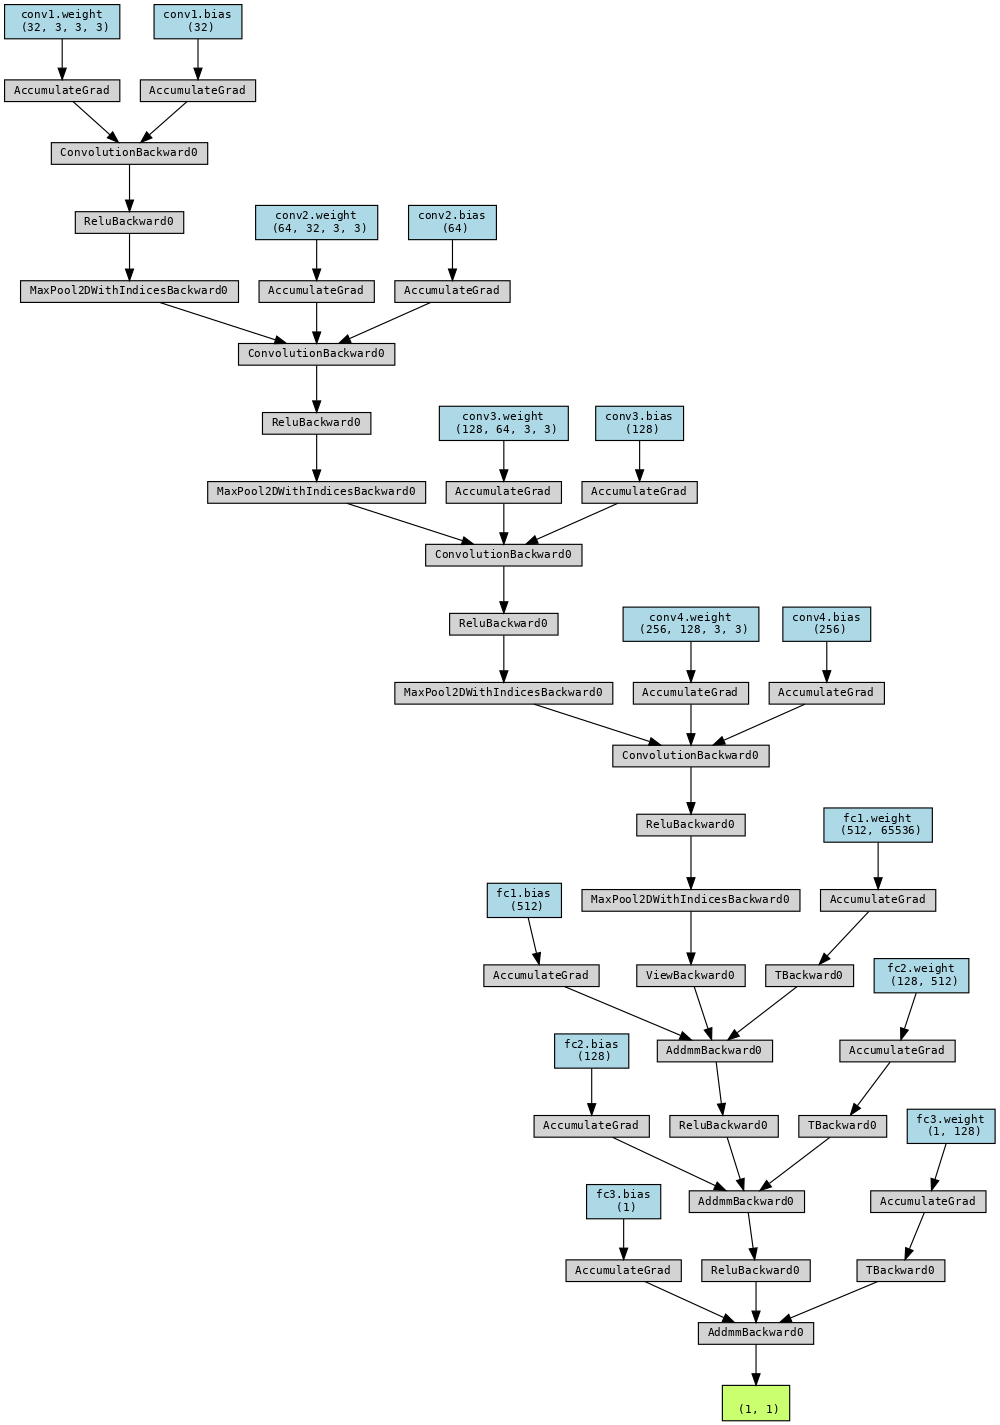 conv1.weight
(32, 3, 3, 3)
conv1.bias
(32)
AccumulateGrad
AccumulateGrad
ConvolutionBackward0
ReluBackward0
conv2.weight
(64, 32, 3, 3)
conv2.bias
(64)
MaxPool2DWithIndicesBackward0
AccumulateGrad
AccumulateGrad
ConvolutionBackward0
ReluBackward0
conv3.weight
(128, 64, 3, 3)
conv3.bias
(128)
MaxPool2DWithIndicesBackward0
AccumulateGrad
AccumulateGrad
ConvolutionBackward0
ReluBackward0
conv4.weight
(256, 128, 3, 3)
conv4.bias
(256)
MaxPool2DWithIndicesBackward0
AccumulateGrad
AccumulateGrad
ConvolutionBackward0
ReluBackward0
fc1.weight
(512, 65536)
fc1.bias
(512)
MaxPool2DWithIndicesBackward0
AccumulateGrad
AccumulateGrad
ViewBackward0
TBackward0
fc2.weight
(128, 512)
fc2.bias
(128)
AddmmBackward0
AccumulateGrad
AccumulateGrad
ReluBackward0
TBackward0
fc3.weight
(1, 128)
fc3.bias
(1)
AddmmBackward0
AccumulateGrad
AccumulateGrad
ReluBackward0
TBackward0
AddmmBackward0
(1, 1)